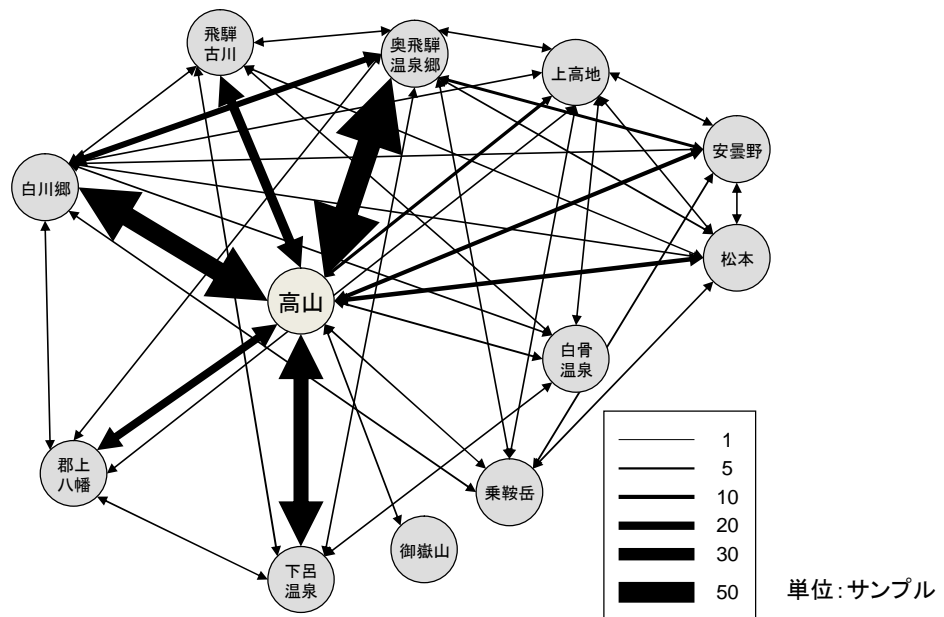 飛騨
古川
奥飛騨
温泉郷
上高地
安曇野
白川郷
松本
高山
白骨
温泉
郡上
八幡
乗鞍岳
御嶽山
下呂
温泉
1
5
10
20
30
50
単位:サンプル